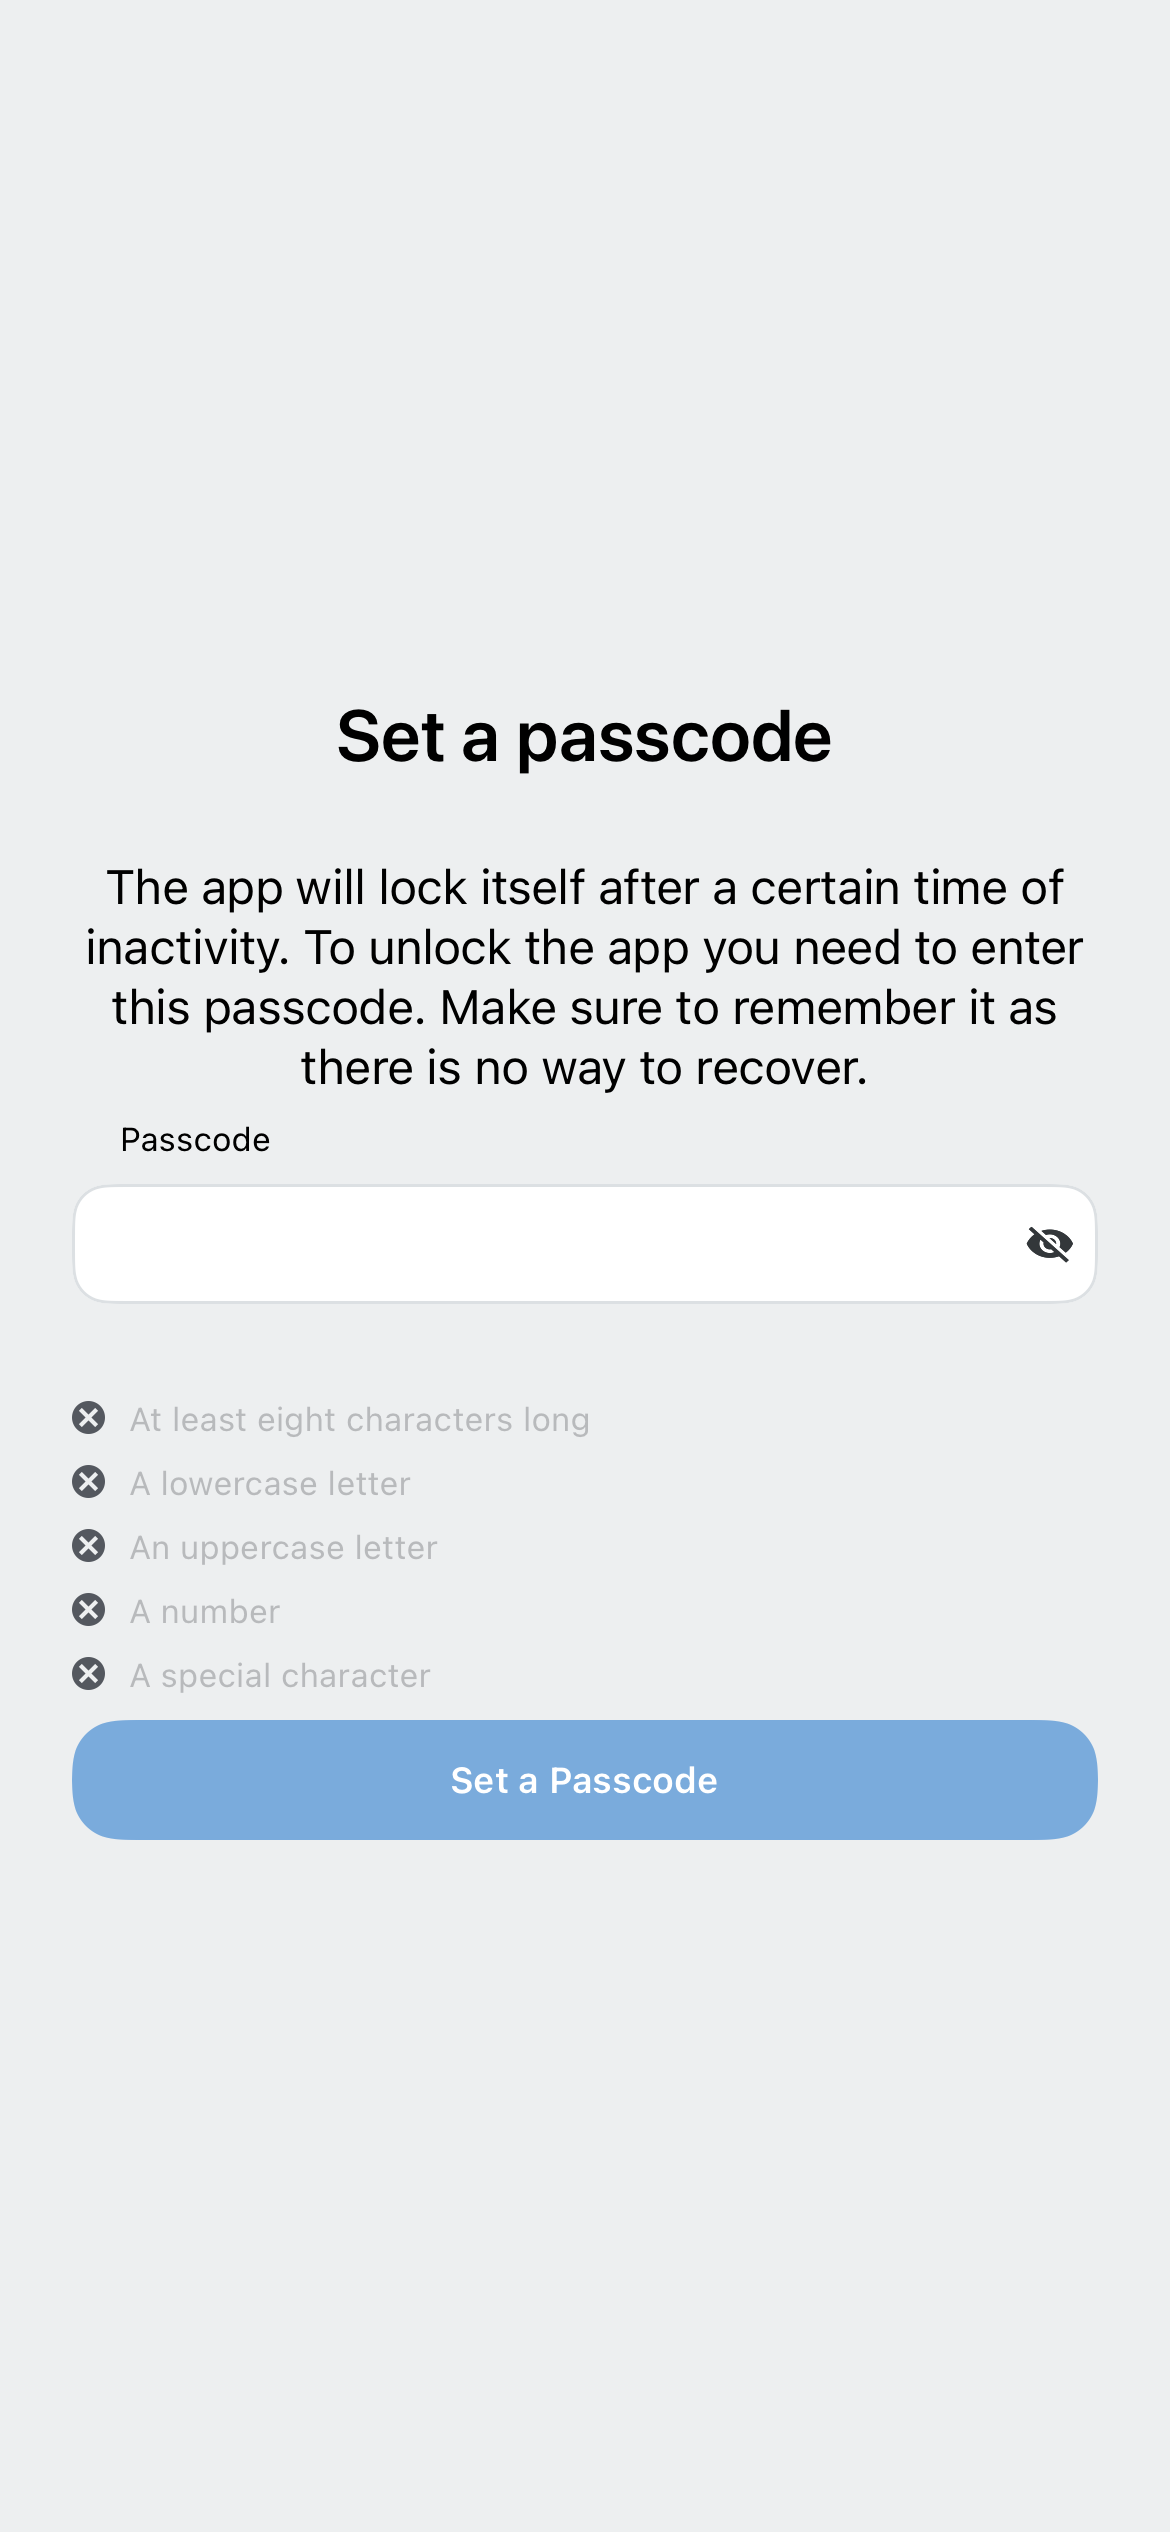 Set a passcode
The app will lock itself after a certain time of
inactivity. To unlock the app you need to enter
this passcode. Make sure to remember it as
there is no way to recover.
Passcode
At least eight characters long
A lowercase letter
An uppercase letter
A number
A special character
Set a Passcode